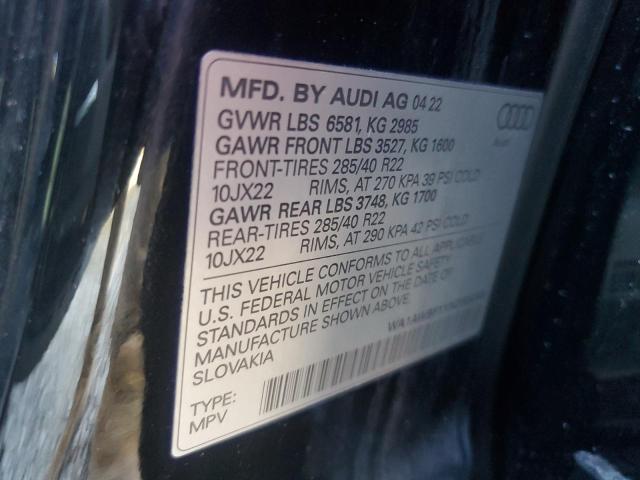 MFD. BY AUDI AG 04 22
GVWR LBS 6581, KG 2985
GAWR FRONT LBS 3527, KG 1600
FRONT-TIRES 285/40 R22
10JX22 RIMS, AT 270 KPA 39 PSI COLD
GAWR REAR LBS 3748, KG 1700
REAR-TIRES 285/40 R22
10JX22 RIMS, AT 290 KPA 42 PSI COLD
THIS VEHICLE CONFORMS TO ALL APPLICABLE
U.S. FEDERAL MOTOR VEHICLE SAFETY
STANDARDS IN EFFECT ON THE DATE OF
MANUFACTURE SHOWN ABOVE.
SLOVAKIA
TYPE:
MPV
Audi